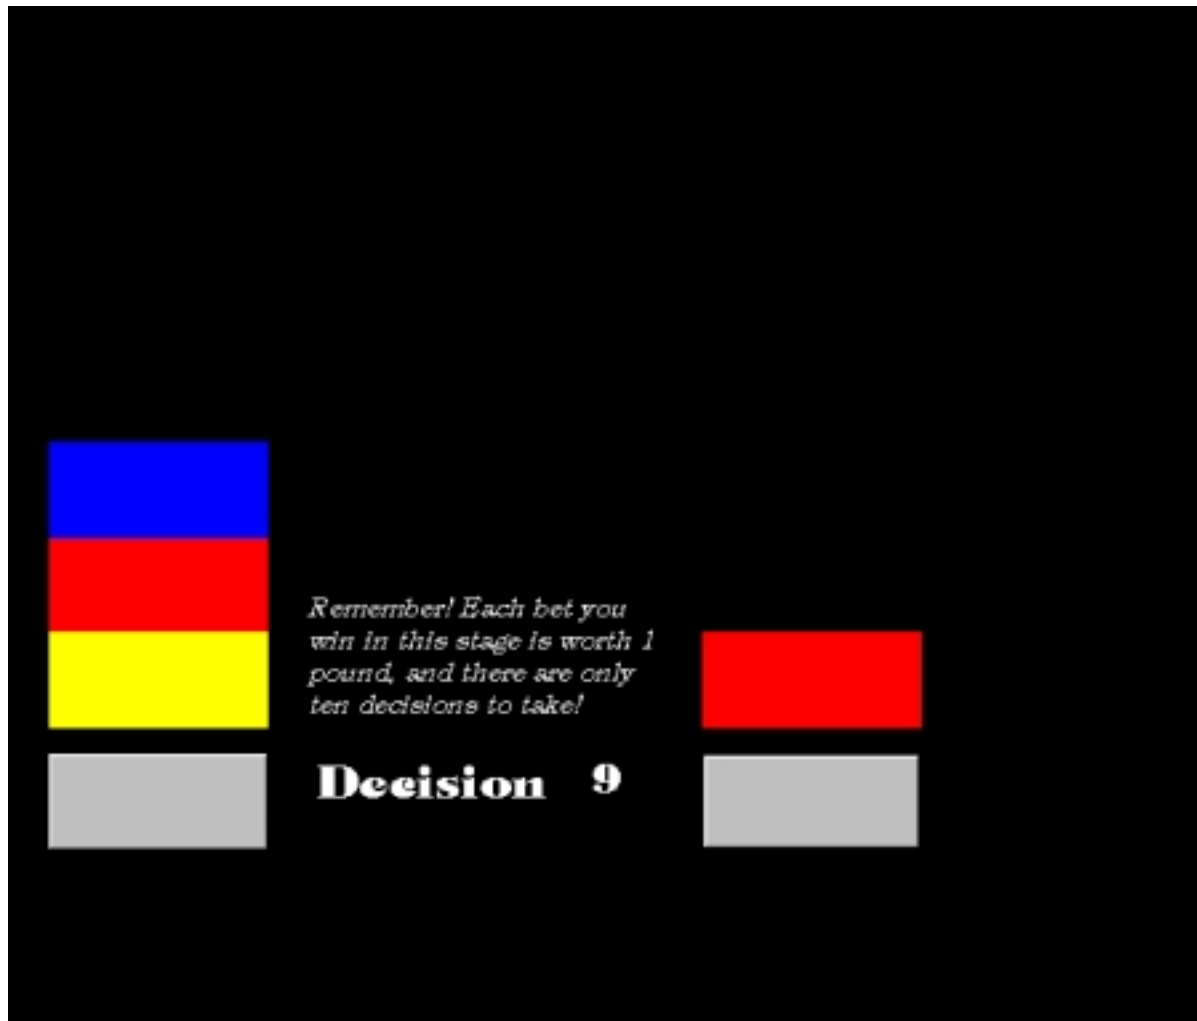 Remember! Each bet you
win in this stage is worth 1
pound, and there are only
ten decisions to take!
Decision 9